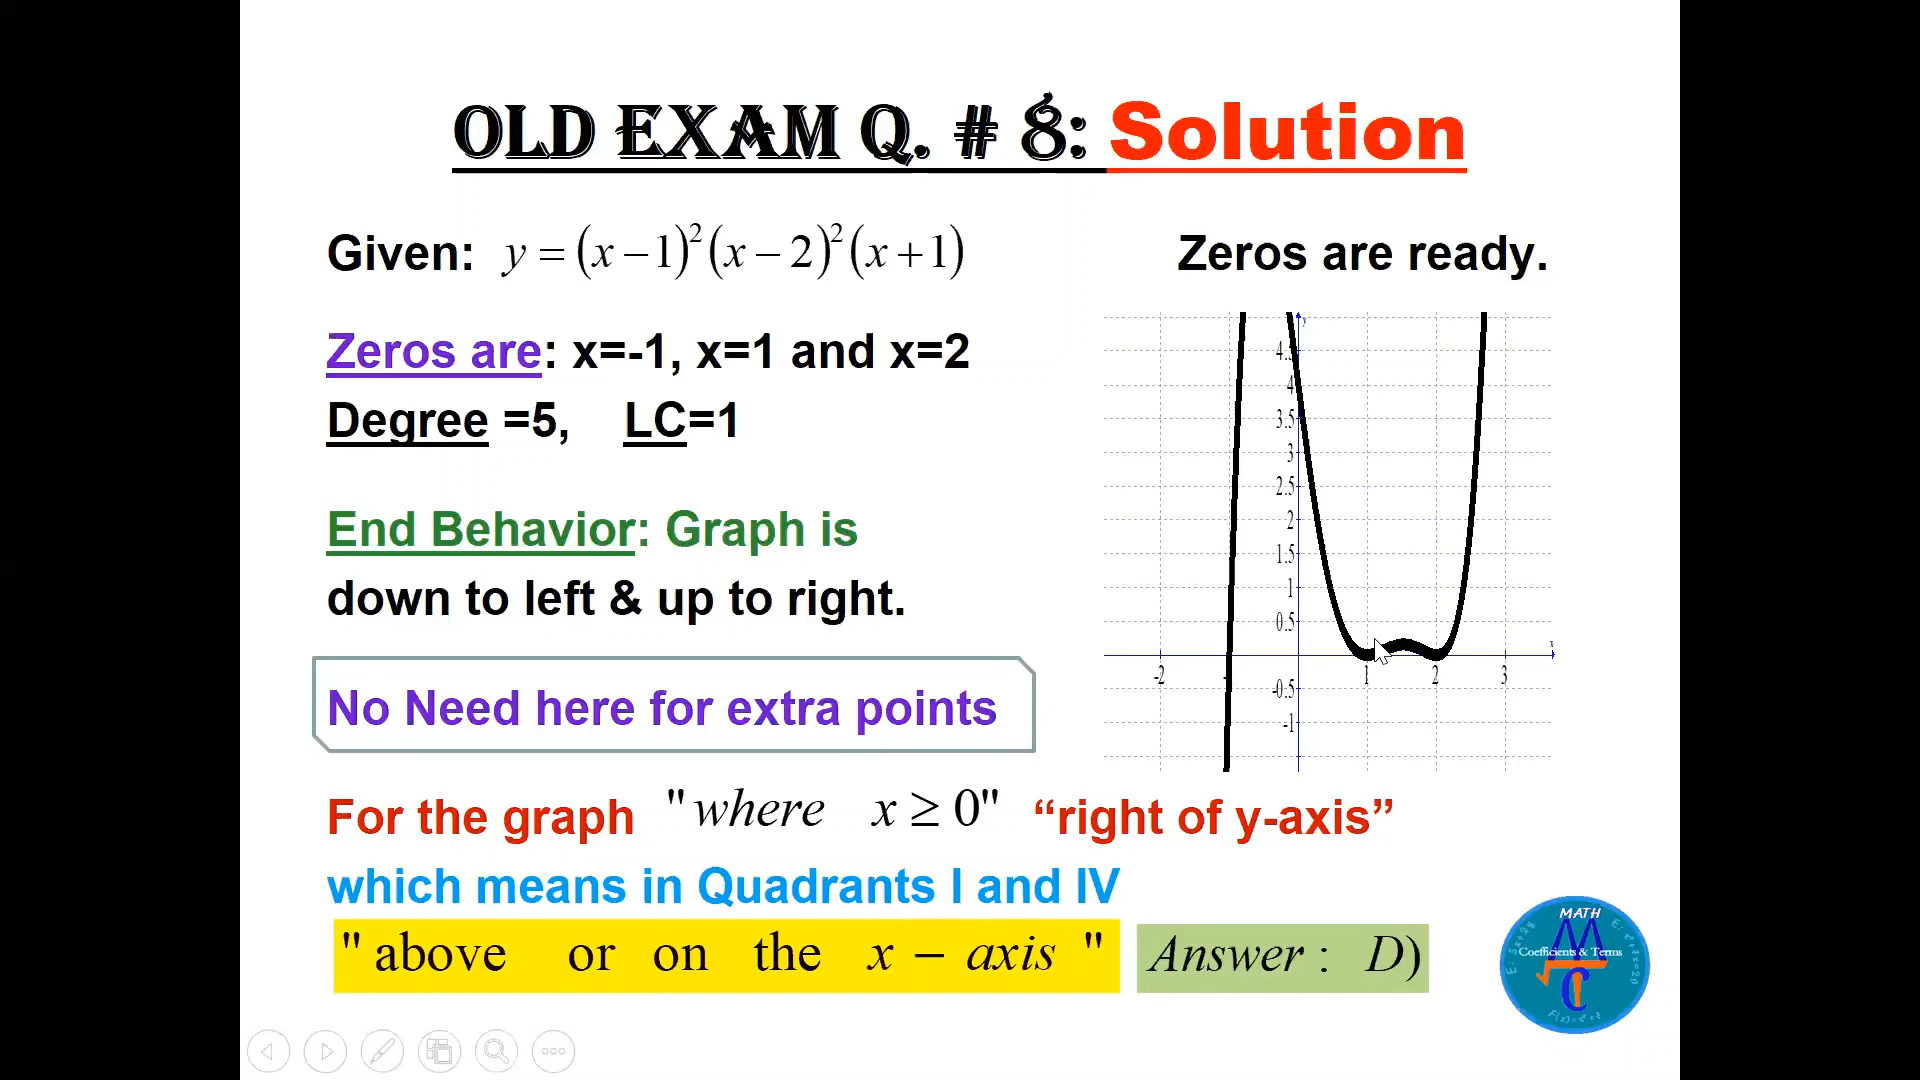 OLD EXAM Q. # 8: Solution
Given: y = (x − 1)²(x − 2)²(x + 1)
Zeros are ready.
Zeros are: x=-1, x=1 and x=2
Degree =5, LC=1
End Behavior: Graph is
down to left & up to right.
No Need here for extra points
y
4.5
4
3.5
3
2.5
2
1.5
1
0.5
x
-2
1
2
3
-0.5
-1
For the graph "where x ≥ 0" “right of y-axis”
which means in Quadrants I and IV
"above or on the x − axis "
Answer : D)
MATH
Coefficients & Terms